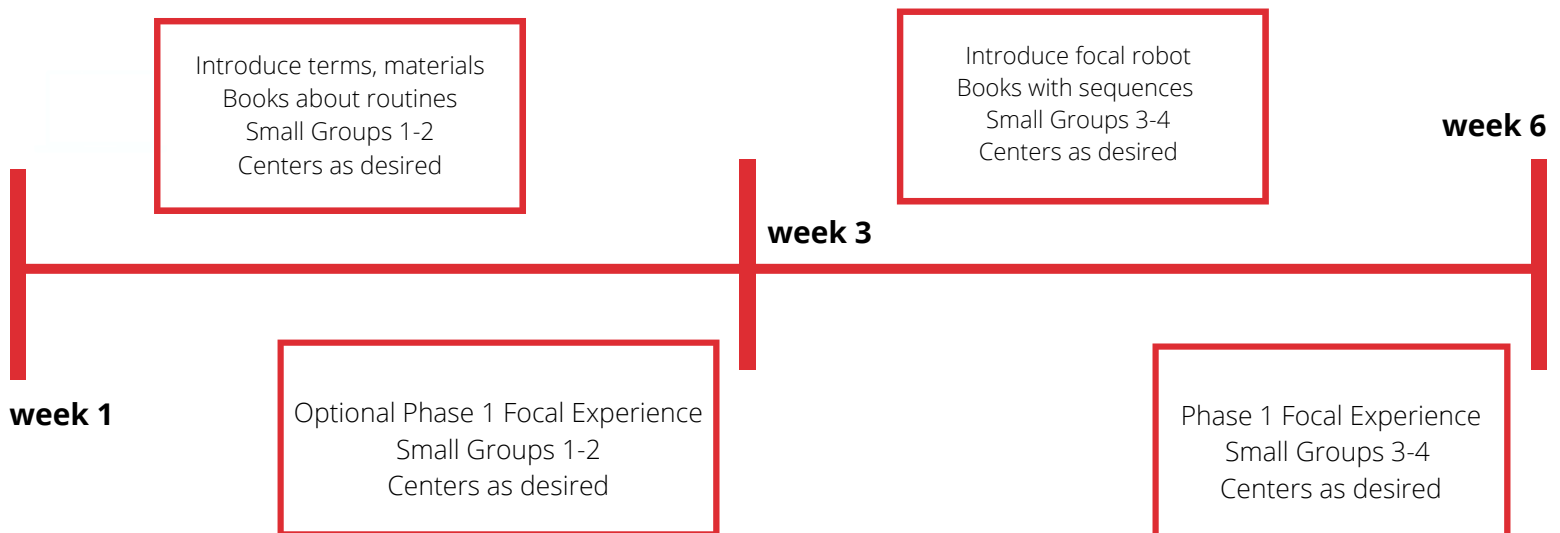 Introduce terms, materials
Books about routines
Small Groups 1-2
Centers as desired
Introduce focal robot
Books with sequences
Small Groups 3-4
Centers as desired
week 6
week 3
week 1
Optional Phase 1 Focal Experience
Small Groups 1-2
Centers as desired
Phase 1 Focal Experience
Small Groups 3-4
Centers as desired